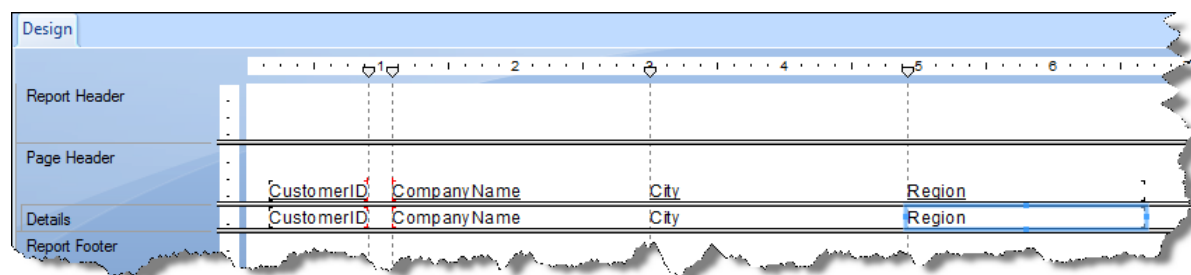 Design
1 2 3 4 5 6
Report Header
Page Header
CustomerID CompanyName City Region
Details
CustomerID CompanyName City Region
Report Footer